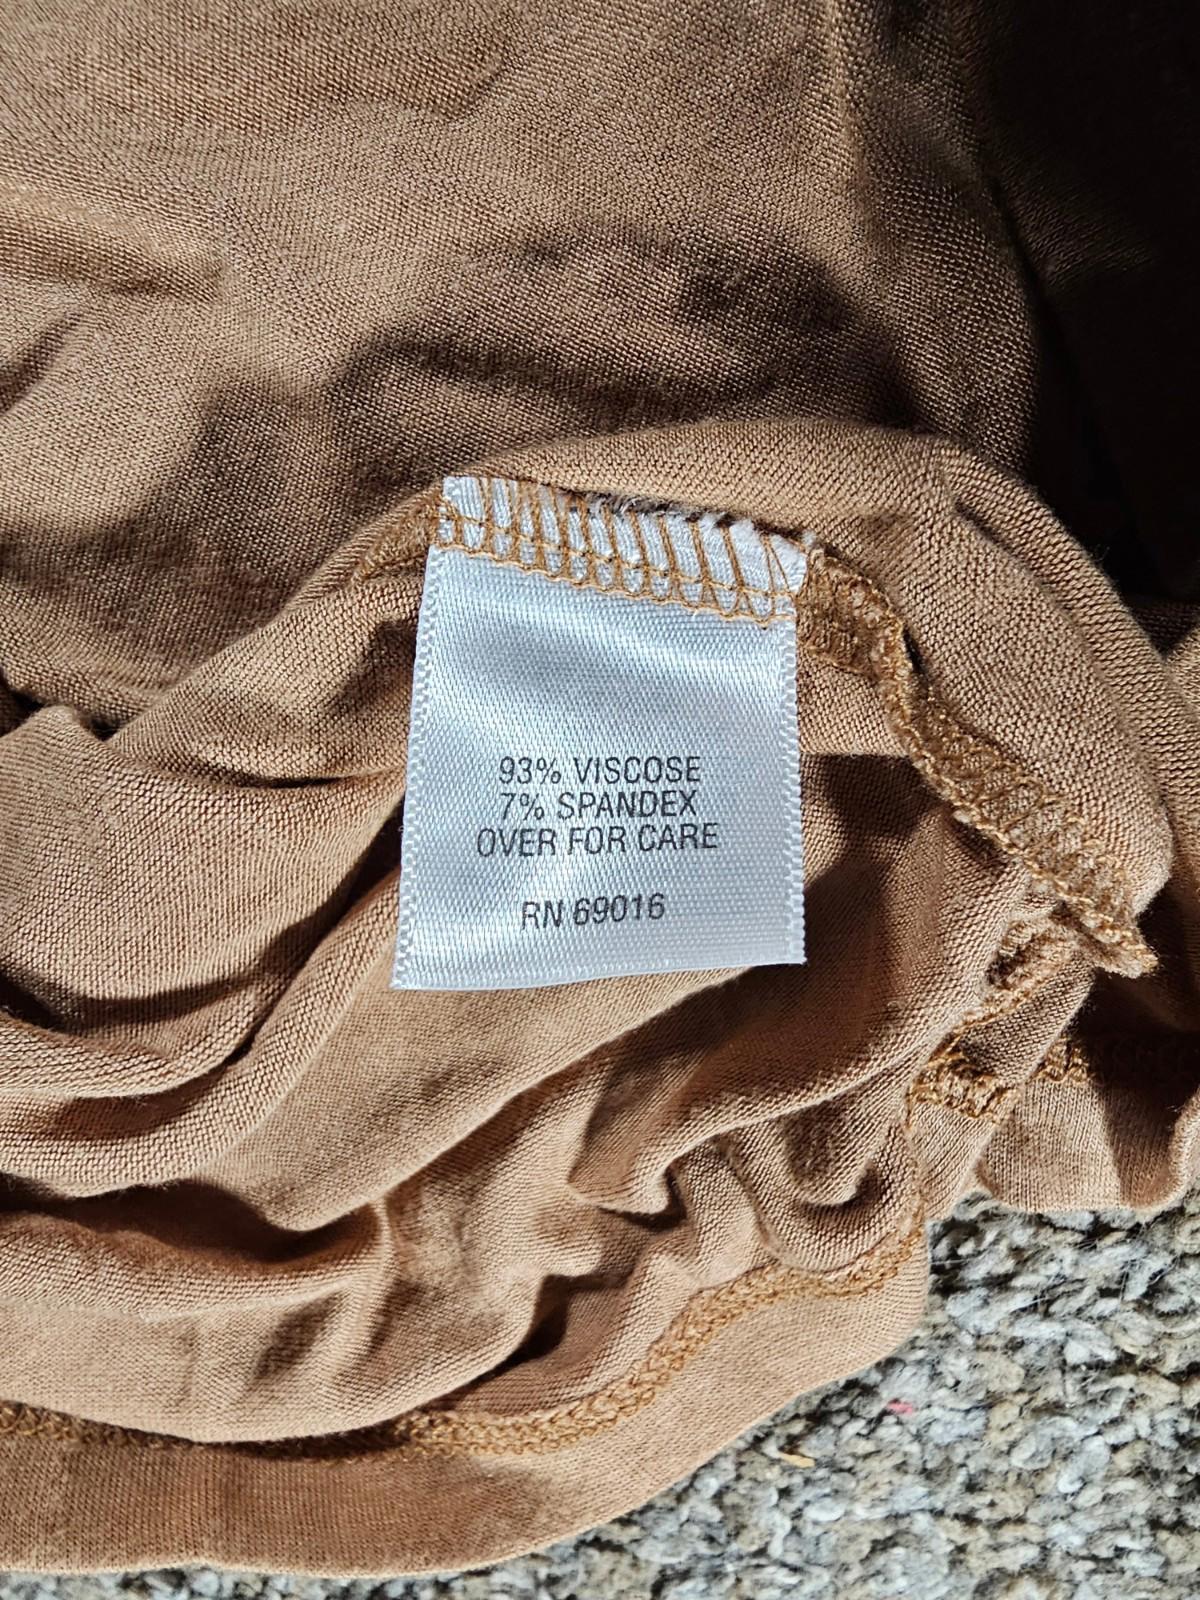 93% VISCOSE
7% SPANDEX
OVER FOR CARE
RN 69016